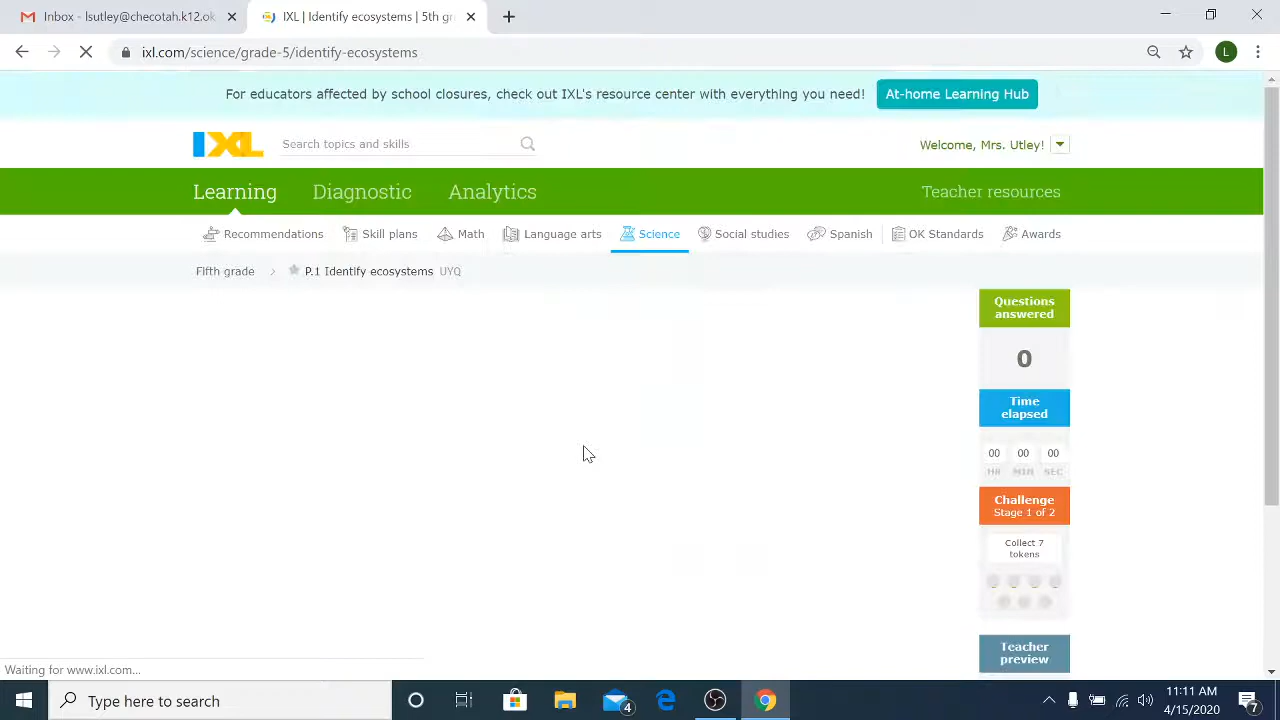 Inbox - lsutley@checotah.k12.ok
IXL | Identify ecosystems | 5th gr
ixl.com/science/grade-5/identify-ecosystems
L
For educators affected by school closures, check out IXL's resource center with everything you need!
At-home Learning Hub
IXL
Search topics and skills
Welcome, Mrs. Utley!
Learning
Diagnostic
Analytics
Teacher resources
Recommendations
Skill plans
Math
Language arts
Science
Social studies
Spanish
OK Standards
Awards
Fifth grade > P.1 Identify ecosystems UYQ
Questions
answered
0
Time
elapsed
00 00 00
HR MIN SEC
Challenge
Stage 1 of 2
Collect 7
tokens
Teacher
preview
Waiting for www.ixl.com...
Type here to search
4
11:11 AM
4/15/2020
7